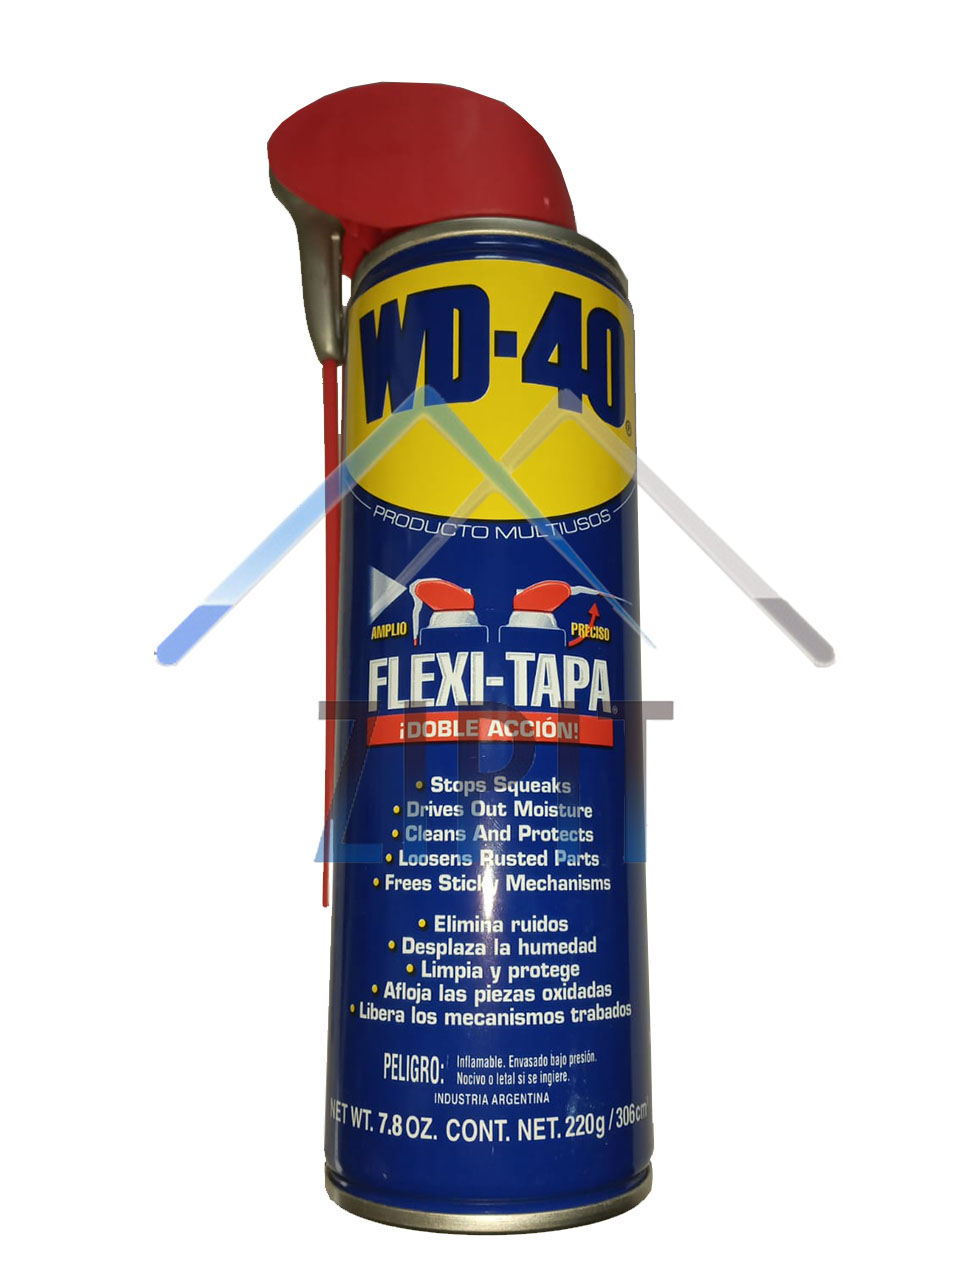 WD-40®
PRODUCTO MULTIUSOS
AMPLIO
PRECISO
FLEXI-TAPA®
¡DOBLE ACCIÓN!
ZIPIT
• Stops Squeaks
• Drives Out Moisture
• Cleans And Protects
• Loosens Rusted Parts
• Frees Sticky Mechanisms
• Elimina ruidos
• Desplaza la humedad
• Limpia y protege
• Afloja las piezas oxidadas
• Libera los mecanismos trabados
PELIGRO: Inflamable. Envasado bajo presión.
Nocivo o letal si se ingiere.
INDUSTRIA ARGENTINA
NET WT. 7.8 OZ. CONT. NET. 220g / 306cm